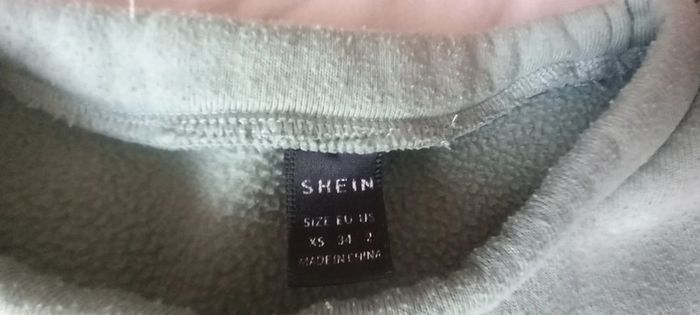 SHEIN
SIZE EU US
XS 34 2
MADE IN CHINA